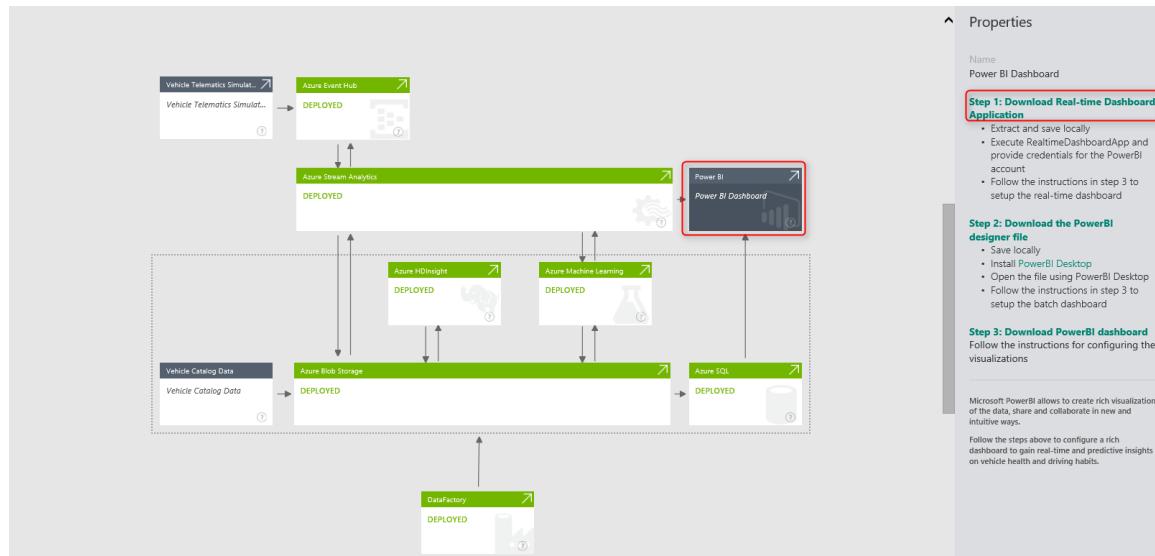 Vehicle Telematics Simulat...
Vehicle Telematics Simulat...
Azure Event Hub
DEPLOYED
Azure Stream Analytics
DEPLOYED
Power BI
Power BI Dashboard
Azure HDInsight
DEPLOYED
Azure Machine Learning
DEPLOYED
Vehicle Catalog Data
Vehicle Catalog Data
Azure Blob Storage
DEPLOYED
Azure SQL
DEPLOYED
DataFactory
DEPLOYED
Properties
Name
Power BI Dashboard
Step 1: Download Real-time Dashboard
Application
• Extract and save locally
• Execute RealtimeDashboardApp and
provide credentials for the PowerBI
account
• Follow the instructions in step 3 to
setup the real-time dashboard
Step 2: Download the PowerBI
designer file
• Save locally
• Install PowerBI Desktop
• Open the file using PowerBI Desktop
• Follow the instructions in step 3 to
setup the batch dashboard
Step 3: Download PowerBI dashboard
Follow the instructions for configuring the
visualizations
Microsoft PowerBI allows to create rich visualization
of the data, share and collaborate in new and
intuitive ways.
Follow the steps above to configure a rich
dashboard to gain real-time and predictive insights
on vehicle health and driving habits.